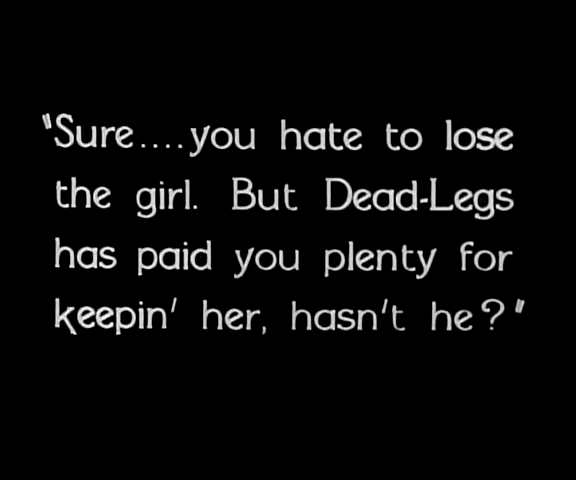 "Sure....you hate to lose
the girl. But Dead-Legs
has paid you plenty for
keepin' her, hasn't he?"